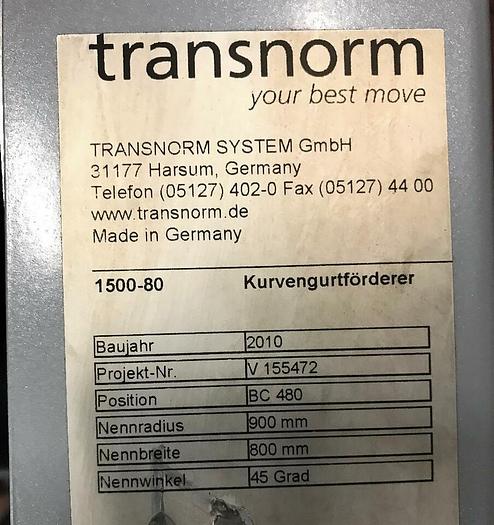 transnorm
your best move
TRANSNORM SYSTEM GmbH
31177 Harsum, Germany
Telefon (05127) 402-0 Fax (05127) 44 00
www.transnorm.de
Made in Germany
1500-80 Kurvengurtförderer
Baujahr 2010
Projekt-Nr. V 155472
Position BC 480
Nennradius 900 mm
Nennbreite 800 mm
Nennwinkel 45 Grad